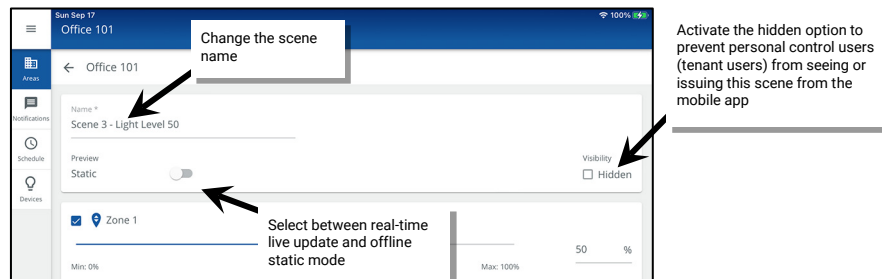 Sun Sep 17
100%
Office 101
Change the scene
name
Activate the hidden option to
prevent personal control users
(tenant users) from seeing or
issuing this scene from the
mobile app
Areas
Office 101
Notifications
Name *
Scene 3 - Light Level 50
Schedule
Preview
Visibility
Static
Hidden
Devices
Zone 1
Select between real-time
live update and offline
static mode
50 %
Min: 0%
Max: 100%